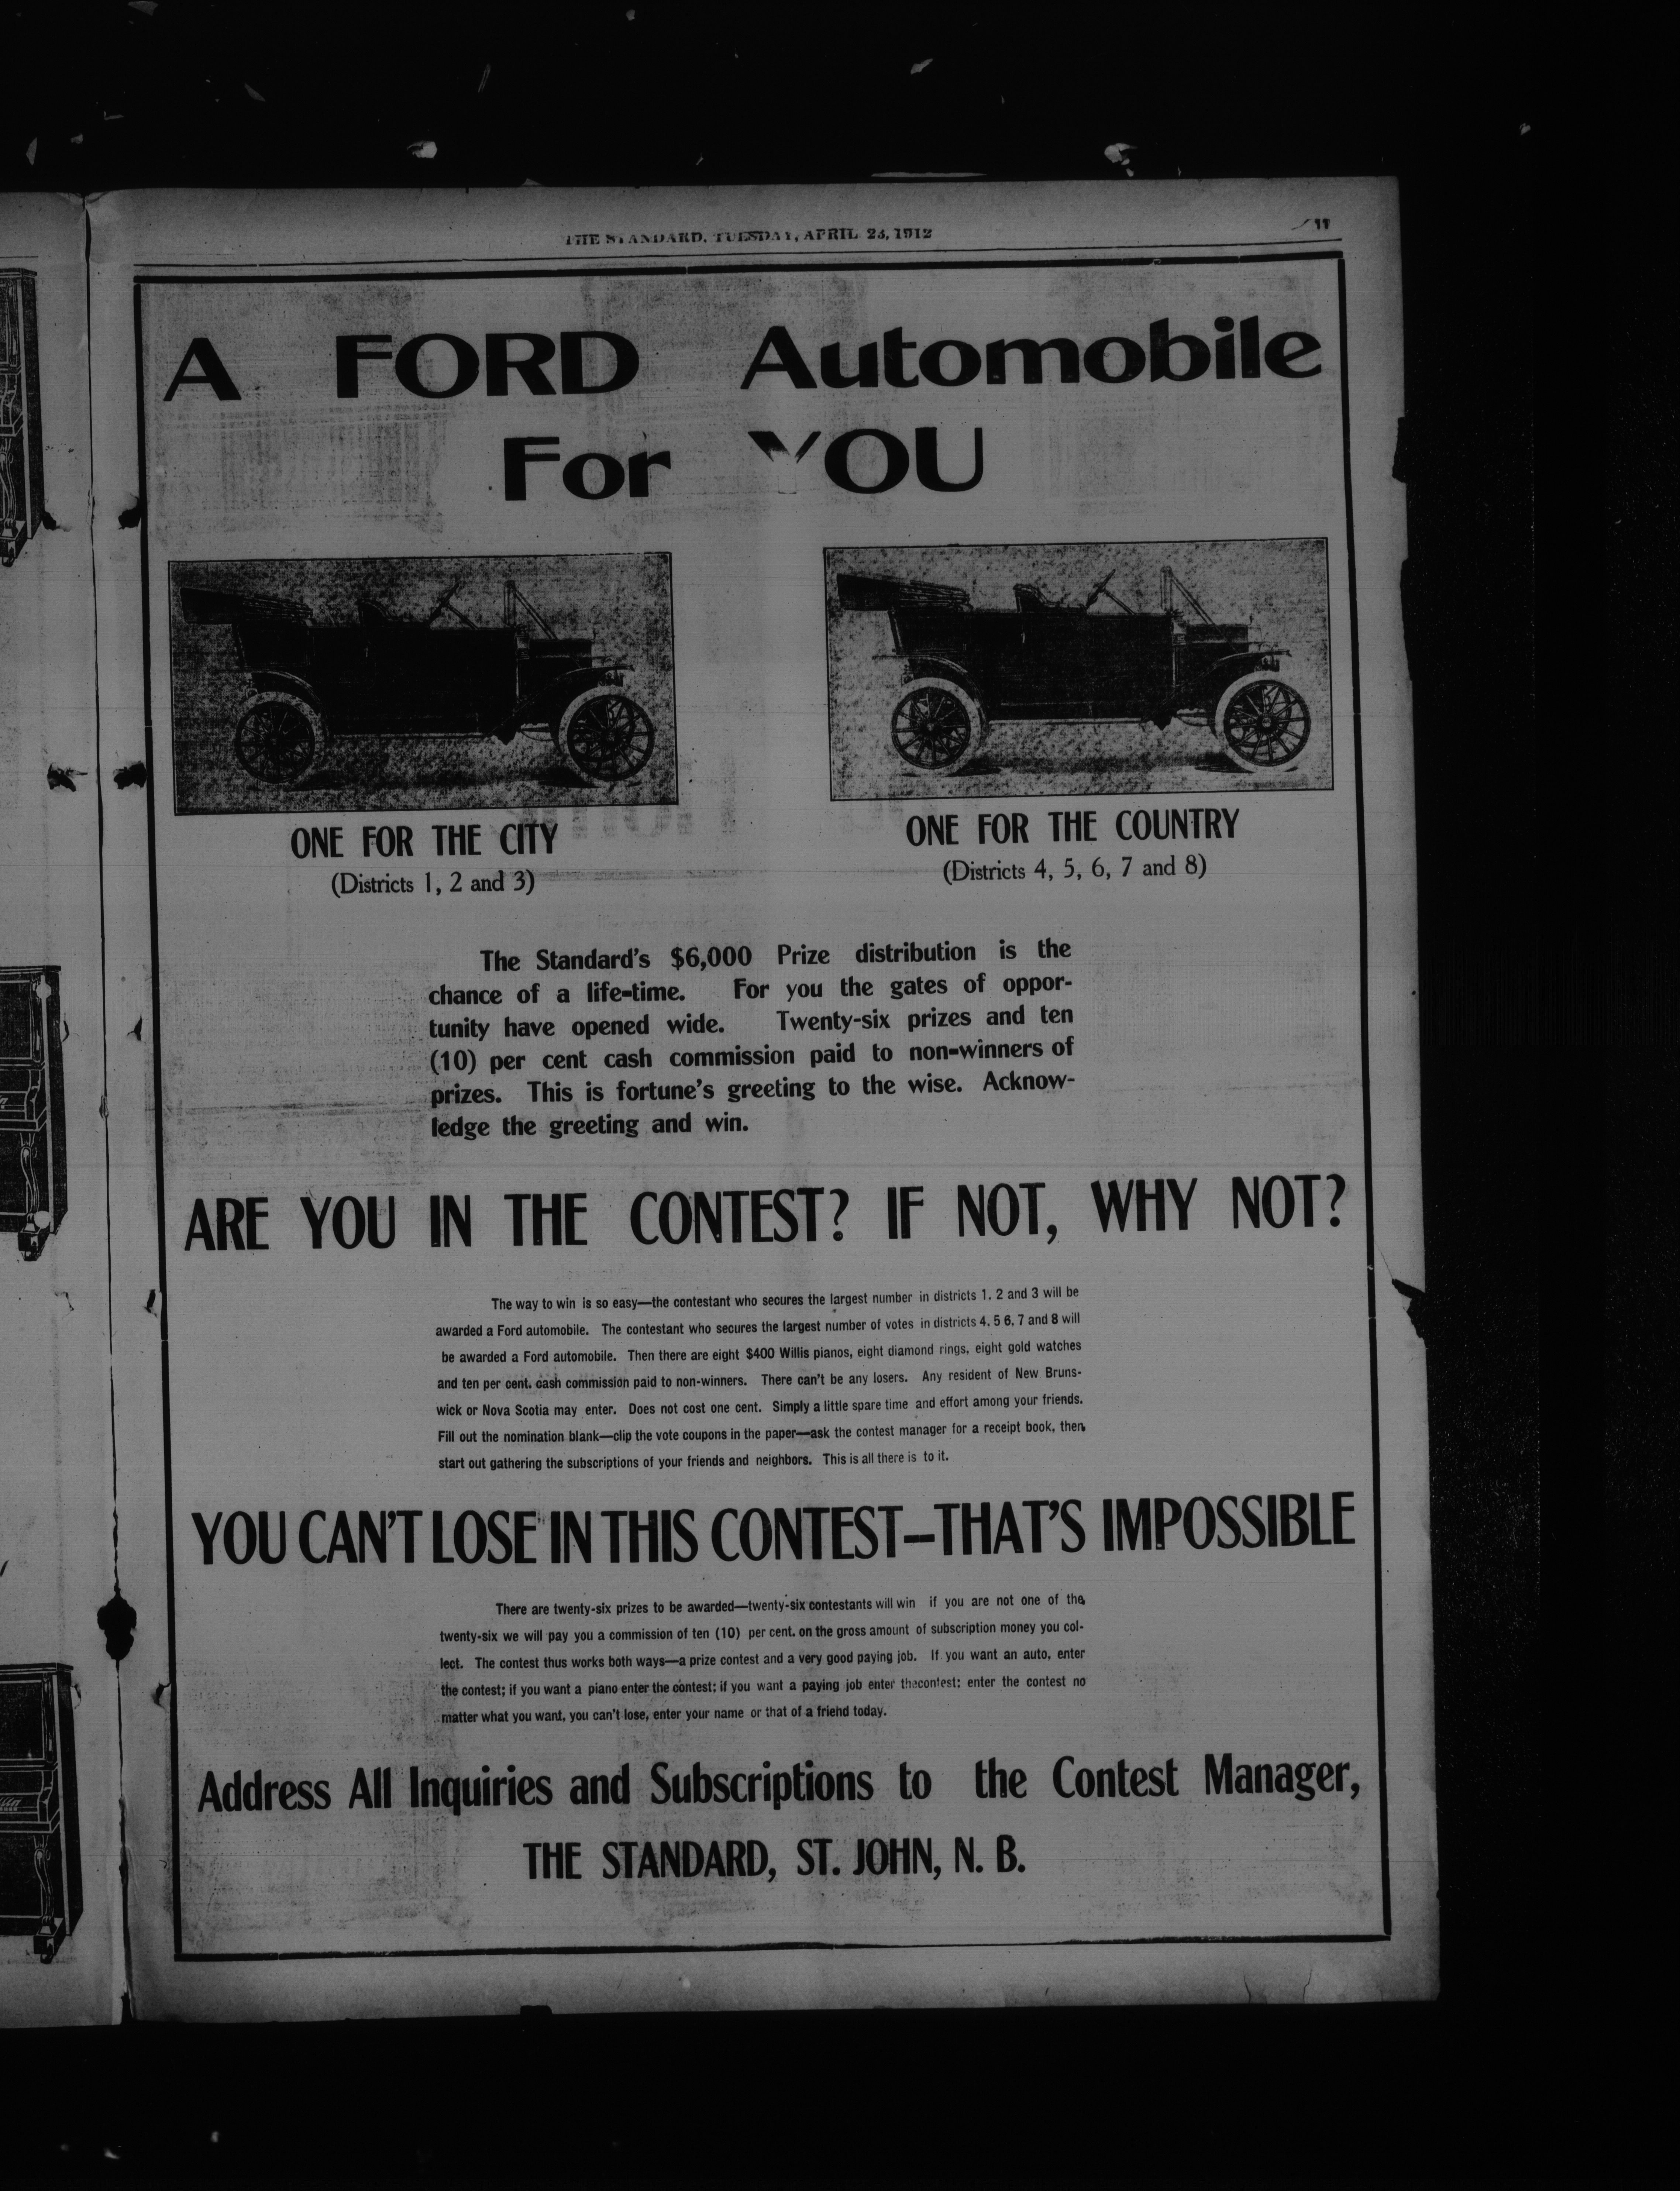 THE STANDARD, TUESDAY, APRIL 23, 1912
11
A FORD Automobile
For YOU
ONE FOR THE CITY
(Districts 1, 2 and 3)
ONE FOR THE COUNTRY
(Districts 4, 5, 6, 7 and 8)
The Standard's $6,000 Prize distribution is the
chance of a life-time. For you the gates of oppor-
tunity have opened wide. Twenty-six prizes and ten
(10) per cent cash commission paid to non-winners of
prizes. This is fortune's greeting to the wise. Acknow-
ledge the greeting and win.
ARE YOU IN THE CONTEST? IF NOT, WHY NOT?
The way to win is so easy—the contestant who secures the largest number in districts 1, 2 and 3 will be
awarded a Ford automobile. The contestant who secures the largest number of votes in districts 4, 5 6, 7 and 8 will
be awarded a Ford automobile. Then there are eight $400 Willis pianos, eight diamond rings, eight gold watches
and ten per cent. cash commission paid to non-winners. There can't be any losers. Any resident of New Bruns-
wick or Nova Scotia may enter. Does not cost one cent. Simply a little spare time and effort among your friends.
Fill out the nomination blank—clip the vote coupons in the paper—ask the contest manager for a receipt book, then
start out gathering the subscriptions of your friends and neighbors. This is all there is to it.
YOU CAN'T LOSE IN THIS CONTEST—THAT'S IMPOSSIBLE
There are twenty-six prizes to be awarded—twenty-six contestants will win if you are not one of the
twenty-six we will pay you a commission of ten (10) per cent. on the gross amount of subscription money you col-
lect. The contest thus works both ways—a prize contest and a very good paying job. If you want an auto, enter
the contest; if you want a piano enter the contest; if you want a paying job enter thecontest; enter the contest no
matter what you want, you can't lose, enter your name or that of a friend today.
Address All Inquiries and Subscriptions to the Contest Manager,
THE STANDARD, ST. JOHN, N. B.